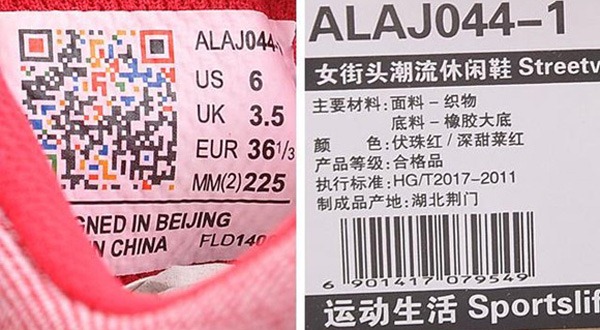 ALAJ044-
US 6
UK 3.5
EUR 36 1/3
MM(2) 225
GNED IN BEIJING
N CHINA FLD140
ALAJ044-1
女街头潮流休闲鞋 Streetw
主要材料: 面料 - 织物
底料 - 橡胶大底
颜 色: 伏珠红 / 深甜菜红
产品等级: 合格品
执行标准: HG/T2017-2011
制成品产地: 湖北荆门
6 901417 079549
运动生活 Sportslif